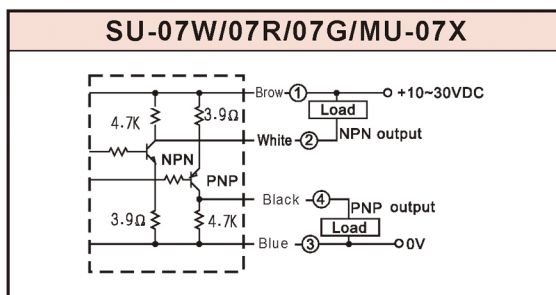 SU-07W/07R/07G/MU-07X
Brow 1 +10~30VDC
4.7K 3.9Ω Load
White 2 NPN output
NPN
PNP
Black 4 PNP output
3.9Ω 4.7K Load
Blue 3 0V